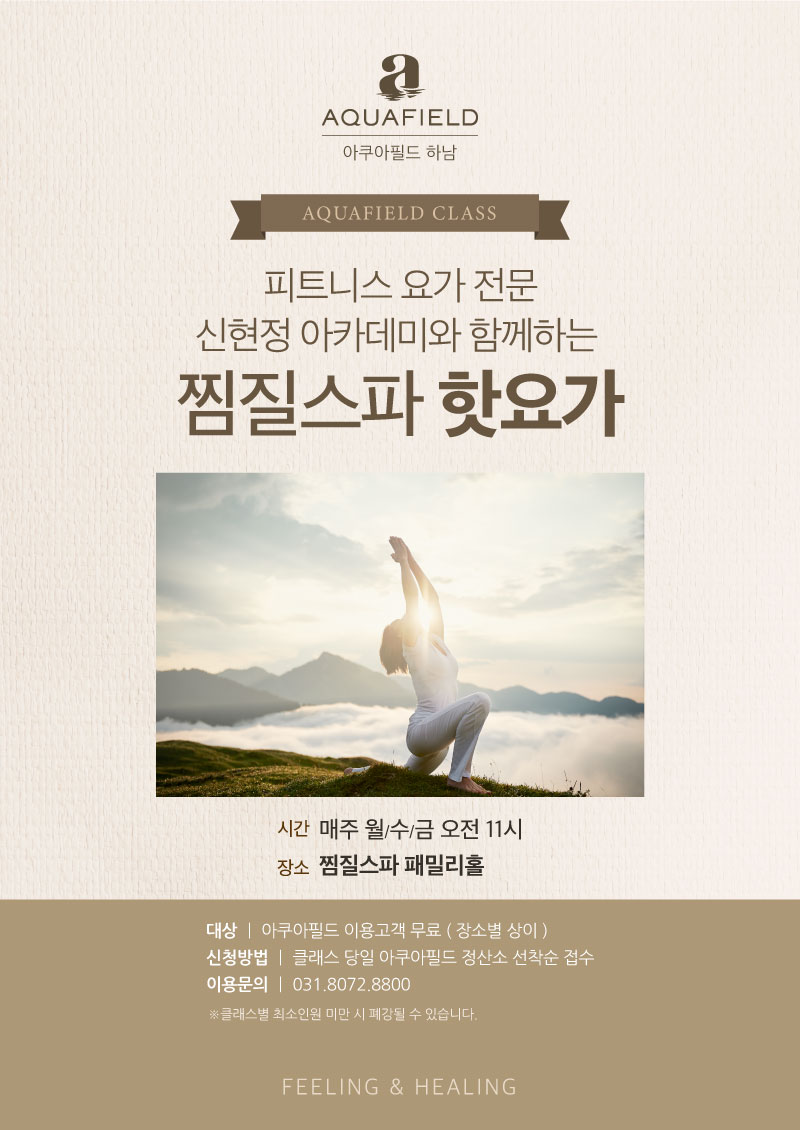 a
AQUAFIELD
아쿠아필드 하남
AQUAFIELD CLASS
피트니스 요가 전문
신현정 아카데미와 함께하는
찜질스파 핫요가
시간 매주 월/수/금 오전 11시
장소 찜질스파 패밀리홀
대상 | 아쿠아필드 이용고객 무료 ( 장소별 상이 )
신청방법 | 클래스 당일 아쿠아필드 정산소 선착순 접수
이용문의 | 031.8072.8800
※클래스별 최소인원 미만 시 폐강될 수 있습니다.
FEELING & HEALING